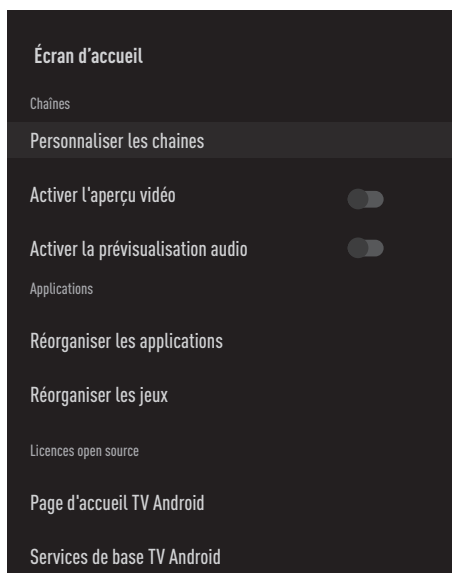 Écran d’accueil
Chaînes
Personnaliser les chaines
Activer l'aperçu vidéo
Activer la prévisualisation audio
Applications
Réorganiser les applications
Réorganiser les jeux
Licences open source
Page d'accueil TV Android
Services de base TV Android